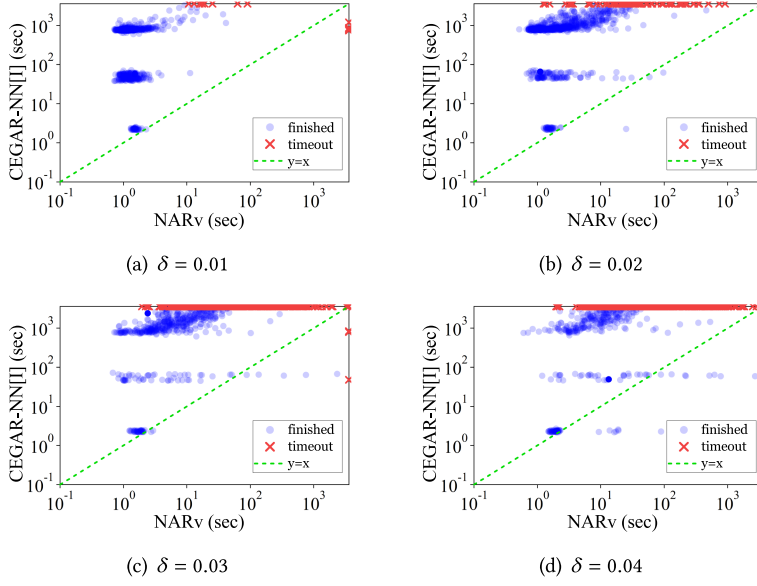 CEGAR-NN[I] (sec)
10^3
10^2
10^1
10^0
10^-1
10^-1
10^0
10^1
10^2
10^3
NARv (sec)
finished
timeout
y=x
(a) δ = 0.01
CEGAR-NN[I] (sec)
10^3
10^2
10^1
10^0
10^-1
10^-1
10^0
10^1
10^2
10^3
NARv (sec)
finished
timeout
y=x
(b) δ = 0.02
CEGAR-NN[I] (sec)
10^3
10^2
10^1
10^0
10^-1
10^-1
10^0
10^1
10^2
10^3
NARv (sec)
finished
timeout
y=x
(c) δ = 0.03
CEGAR-NN[I] (sec)
10^3
10^2
10^1
10^0
10^-1
10^-1
10^0
10^1
10^2
10^3
NARv (sec)
finished
timeout
y=x
(d) δ = 0.04